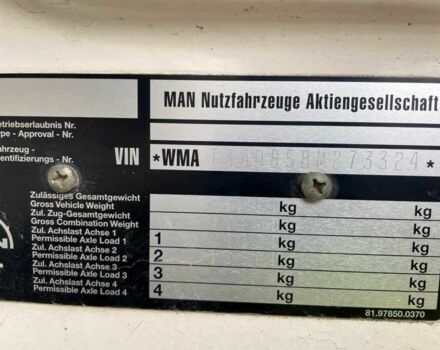 MAN Nutzfahrzeuge Aktiengesellschaft
etriebserlaubnis Nr.
ype - Approval - Nr.
ahrzeug -
entifizierungs - Nr.
VIN *WMA *
Zulässiges Gesamtgewicht
Gross Vehicle Weight
kg kg
Zul. Zug-Gesamtgewicht
Gross Combination Weight
kg kg
Zul. Achslast Achse 1
Permissible Axle Load 1
1 kg kg
Zul. Achslast Achse 2
Permissible Axle Load 2
2 kg kg
Zul. Achslast Achse 3
Permissible Axle Load 3
3 kg kg
Zul. Achslast Achse 4
Permissible Axle Load 4
4 kg kg
81.97850.0370